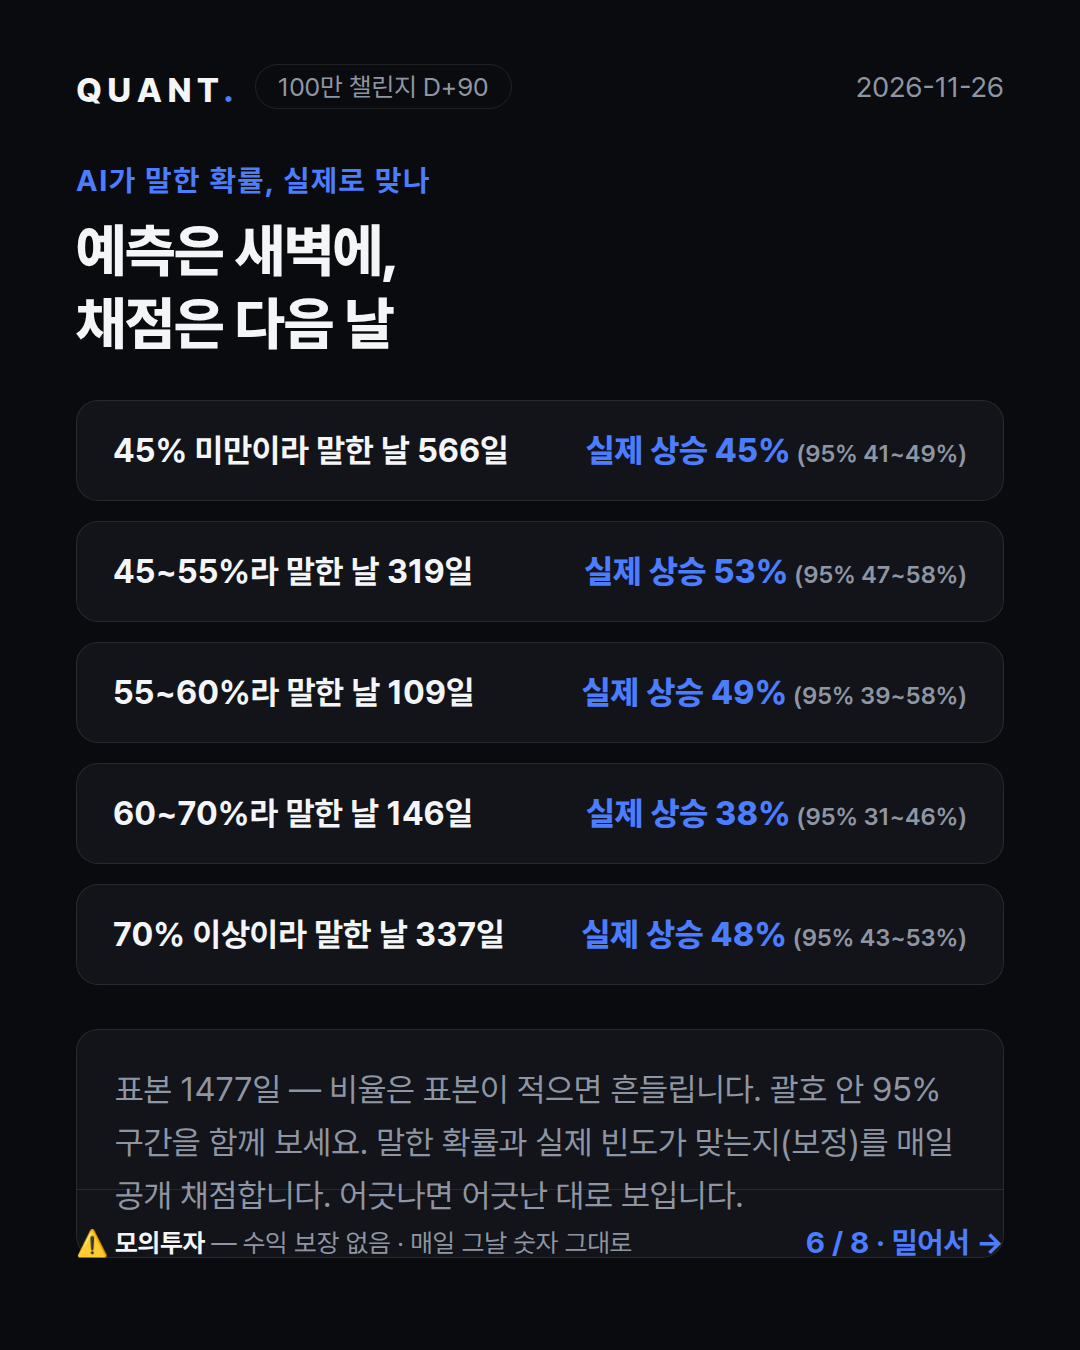 QUANT. 100만 챌린지 D+90 2026-11-26
AI가 말한 확률, 실제로 맞나
예측은 새벽에,
채점은 다음 날
45% 미만이라 말한 날 566일 실제 상승 45% (95% 41~49%)
45~55%라 말한 날 319일 실제 상승 53% (95% 47~58%)
55~60%라 말한 날 109일 실제 상승 49% (95% 39~58%)
60~70%라 말한 날 146일 실제 상승 38% (95% 31~46%)
70% 이상이라 말한 날 337일 실제 상승 48% (95% 43~53%)
표본 1477일 — 비율은 표본이 적으면 흔들립니다. 괄호 안 95%
구간을 함께 보세요. 말한 확률과 실제 빈도가 맞는지(보정)를 매일
공개 채점합니다. 어긋나면 어긋난 대로 보입니다.
⚠️ 모의투자 — 수익 보장 없음 · 매일 그날 숫자 그대로 6 / 8 · 밀어서 →